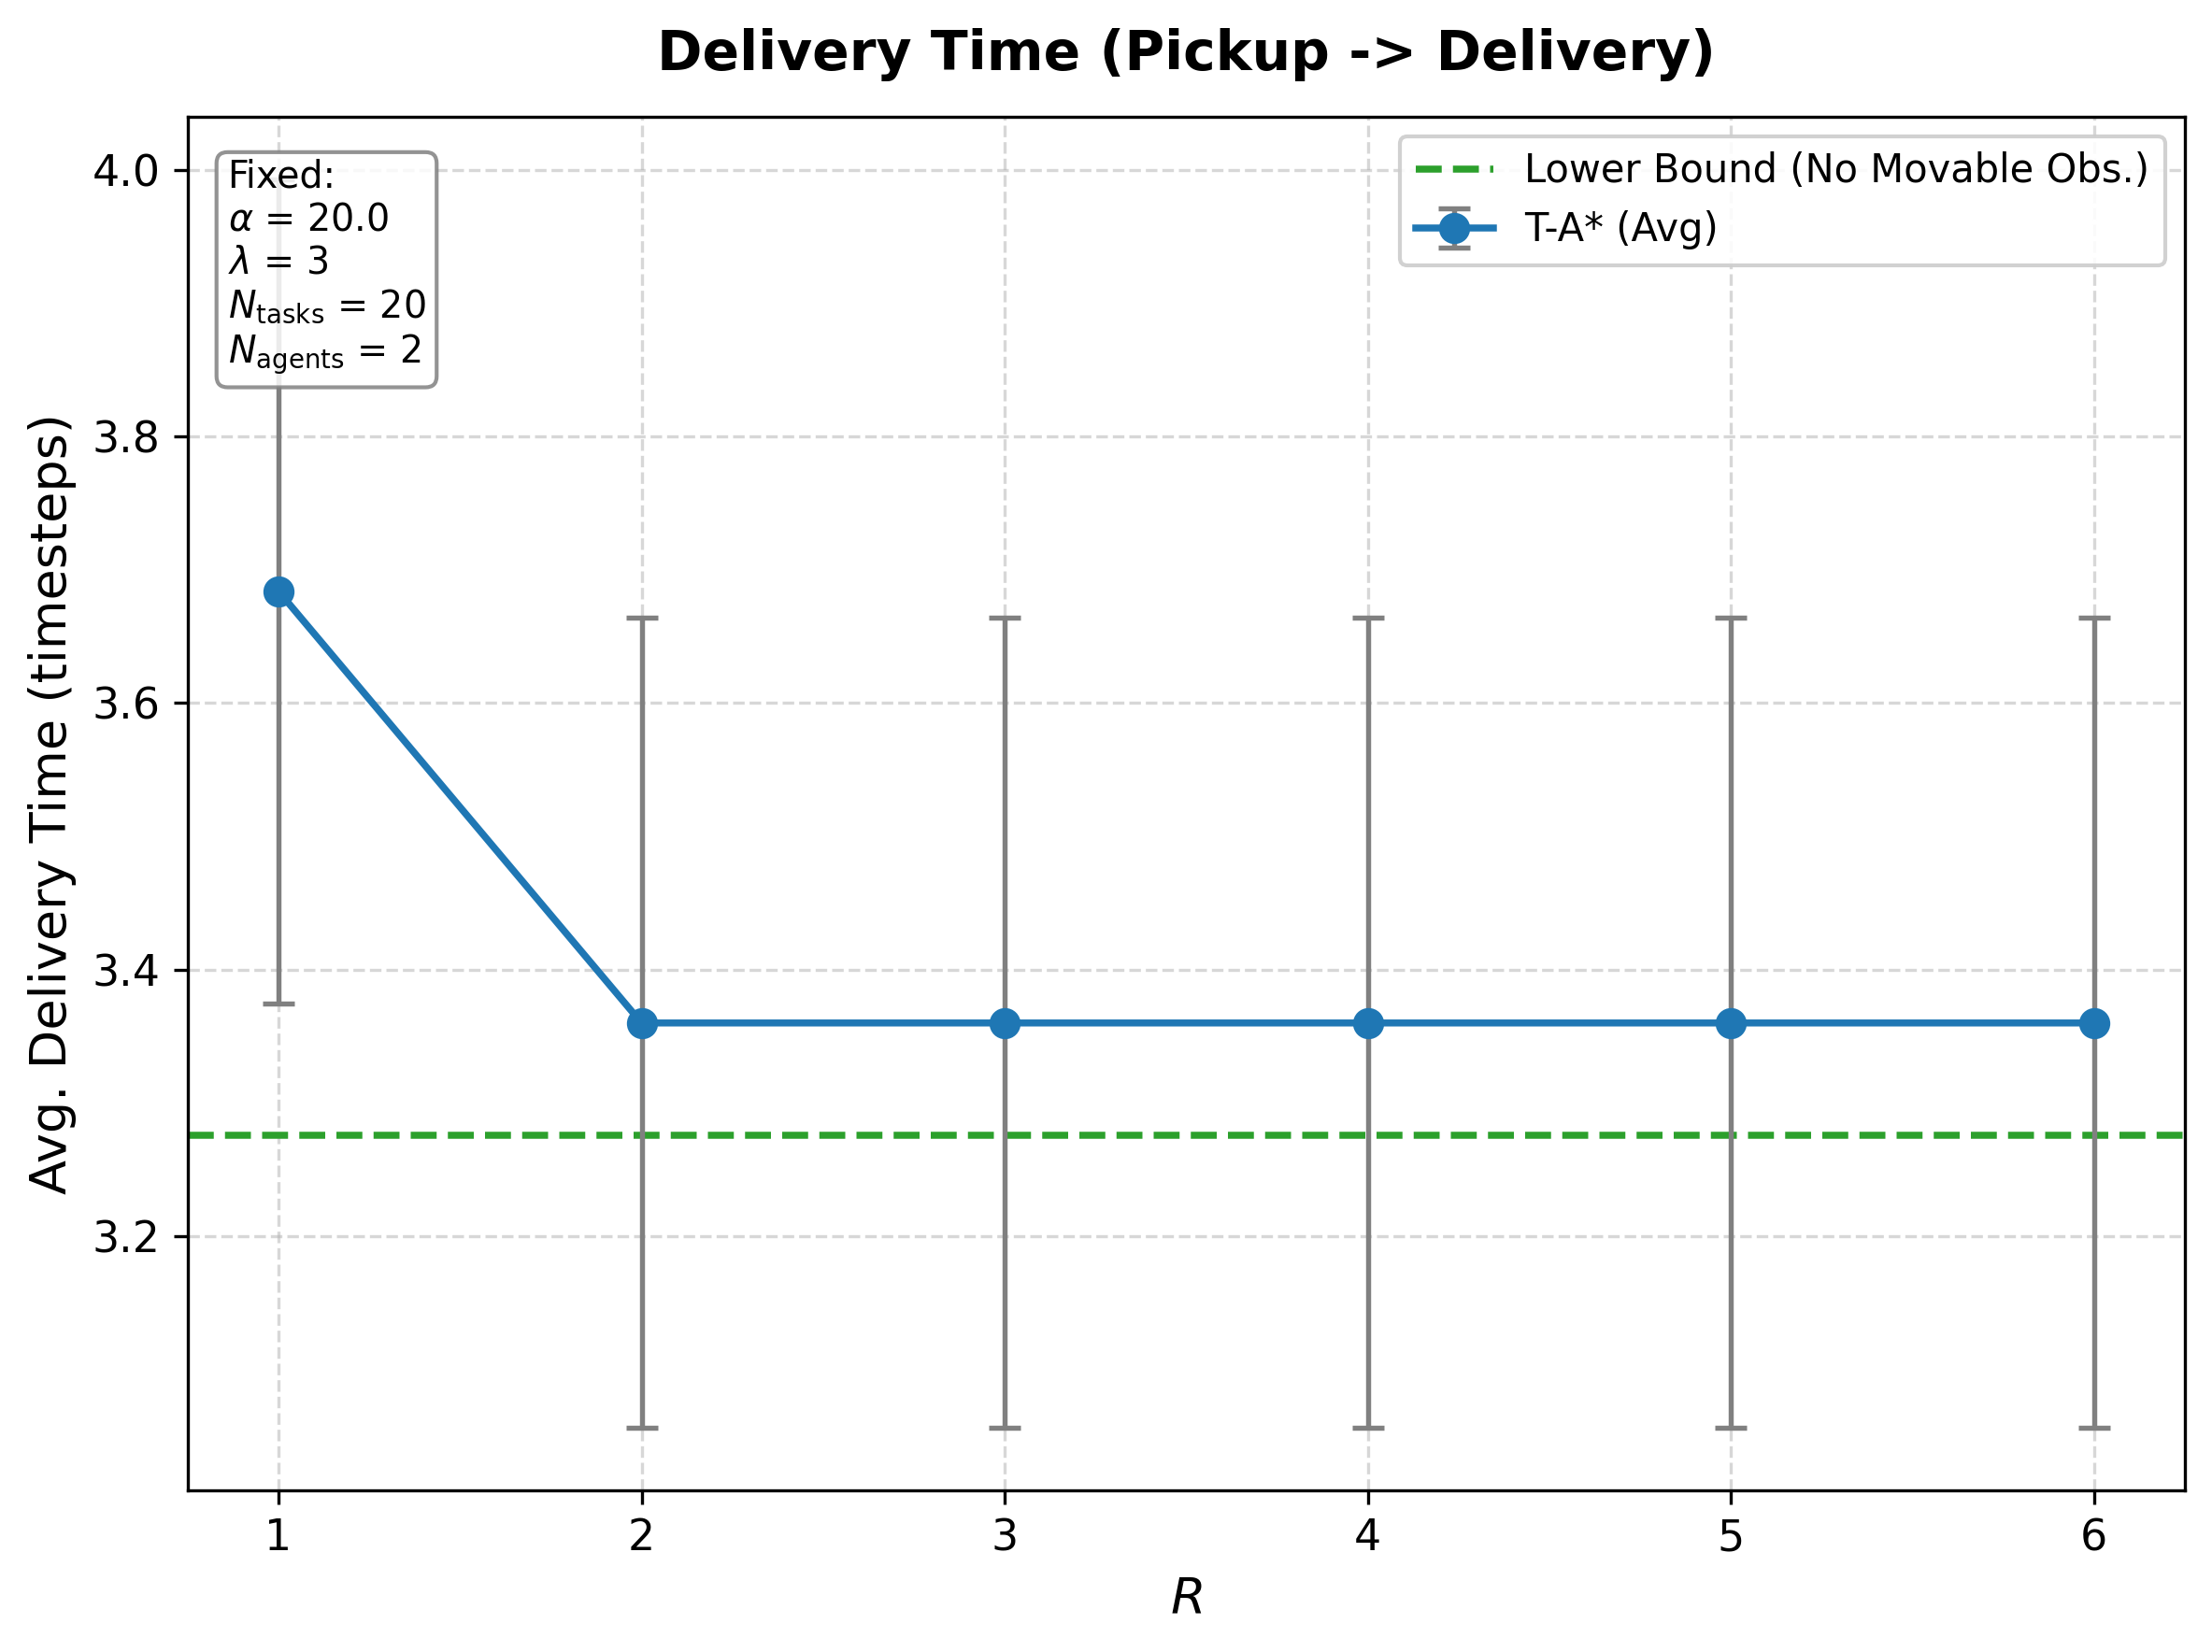 Delivery Time (Pickup -> Delivery)
Fixed:
α = 20.0
λ = 3
N_tasks = 20
N_agents = 2
Lower Bound (No Movable Obs.)
T-A* (Avg)
Avg. Delivery Time (timesteps)
4.0
3.8
3.6
3.4
3.2
1 2 3 4 5 6
R